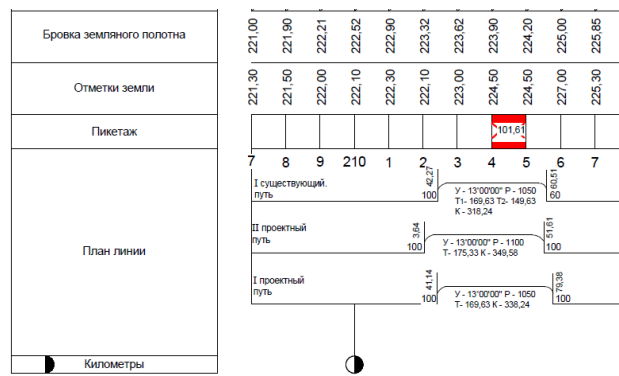 Бровка земляного полотна
221,00 221,90 222,21 222,52 222,90 223,32 223,62 223,90 224,20 225,00 225,85
Отметки земли
221,30 221,50 222,00 222,10 222,30 222,10 223,00 224,50 224,50 227,00 225,30
Пикетаж
101,61
7 8 9 210 1 2 3 4 5 6 7
План линии
I существующий.
путь
100
42,27
У - 13°00'00" Р - 1050
Т1- 169,63 Т2- 149,63
К - 318,24
60,51
60
II проектный
путь
100
3,64
У - 13°00'00" Р - 1100
Т- 175,33 К - 349,58
51,61
100
I проектный
путь
100
41,14
У - 13°00'00" Р - 1050
Т- 169,63 К - 338,24
79,38
100
Километры